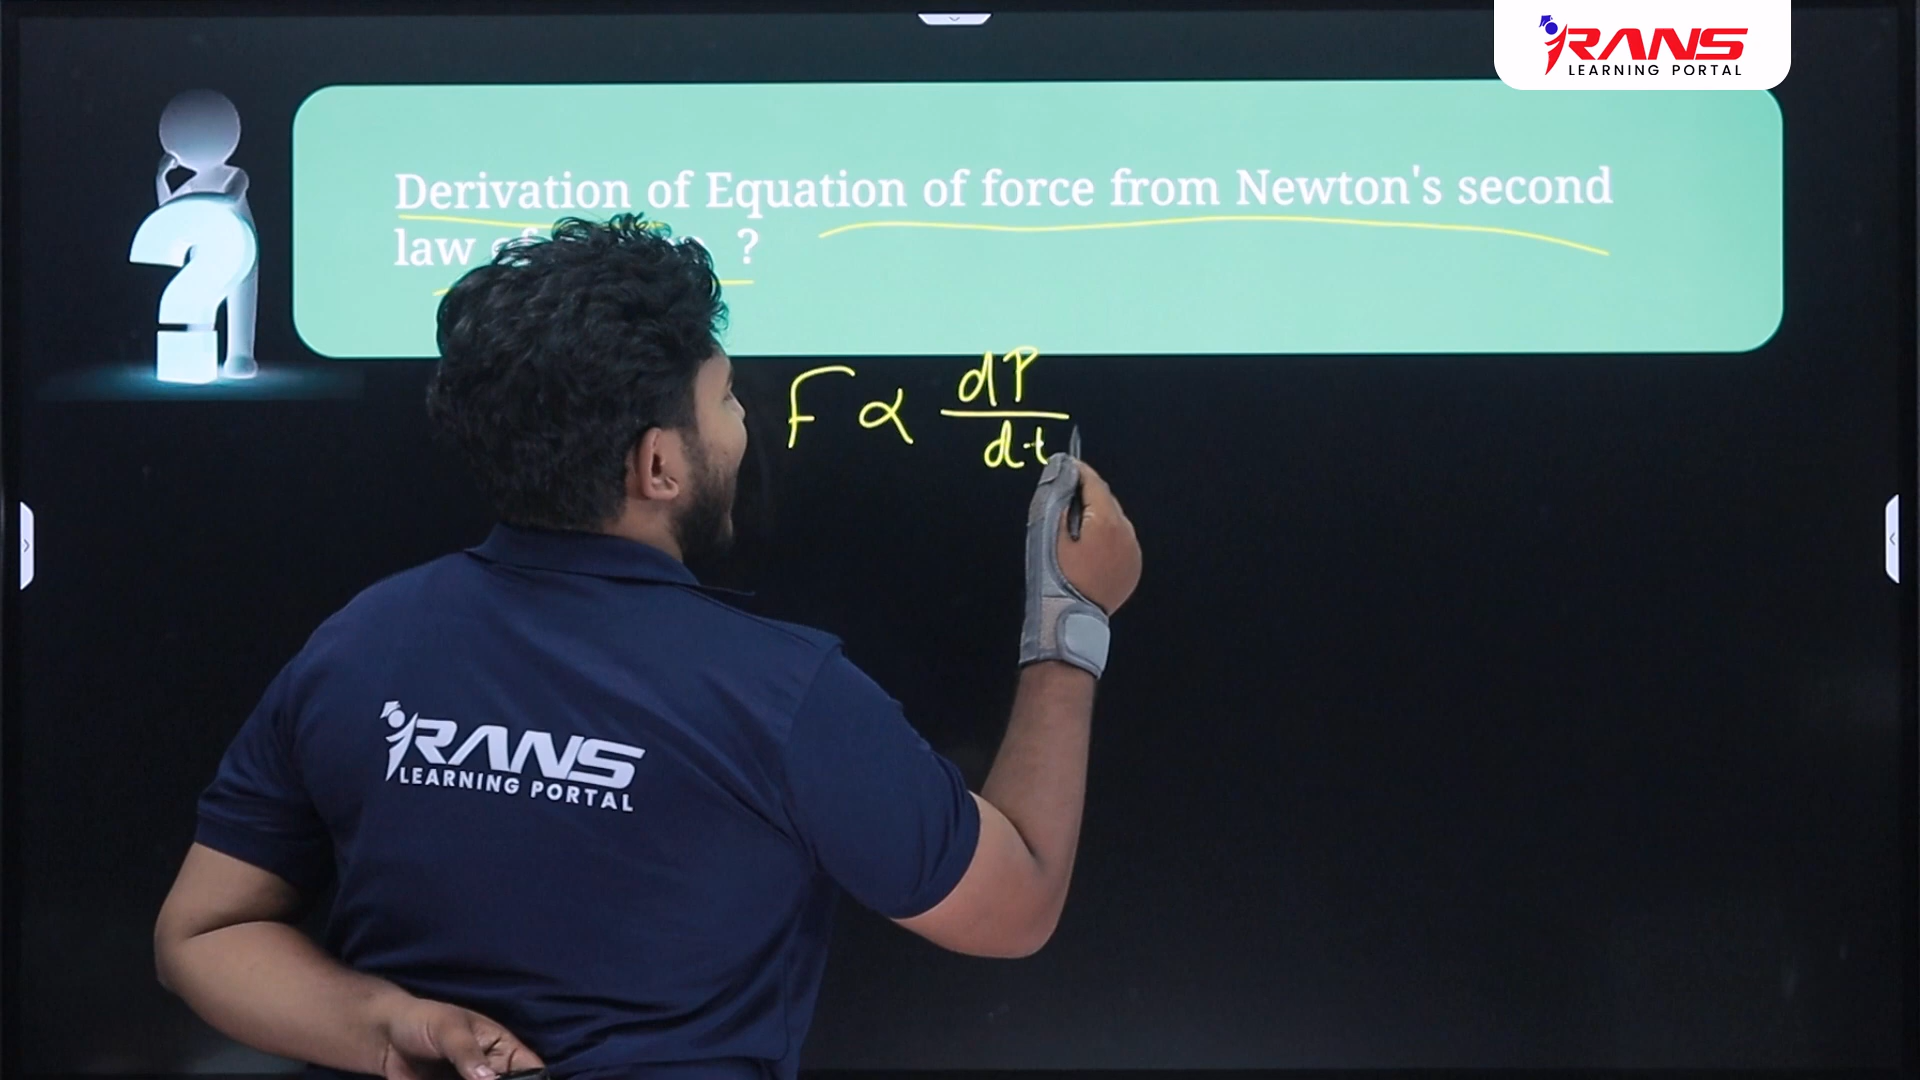 RANS
LEARNING PORTAL
Derivation of Equation of force from Newton's second
law ?
F ∝ dP
dt
RANS
LEARNING PORTAL